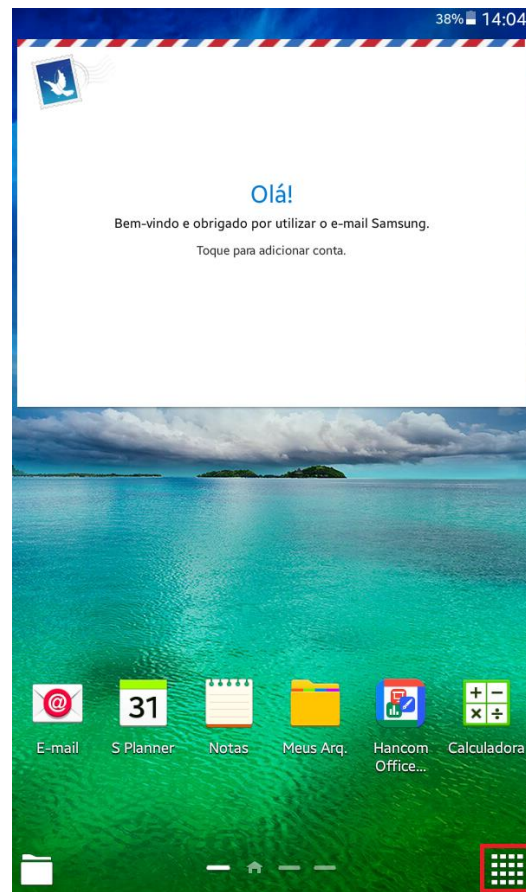 38% 14:04
Olá!
Bem-vindo e obrigado por utilizar o e-mail Samsung.
Toque para adicionar conta.
@
31
+ −
× ÷
E-mail
S Planner
Notas
Meus Arq.
Hancom
Office...
Calculadora